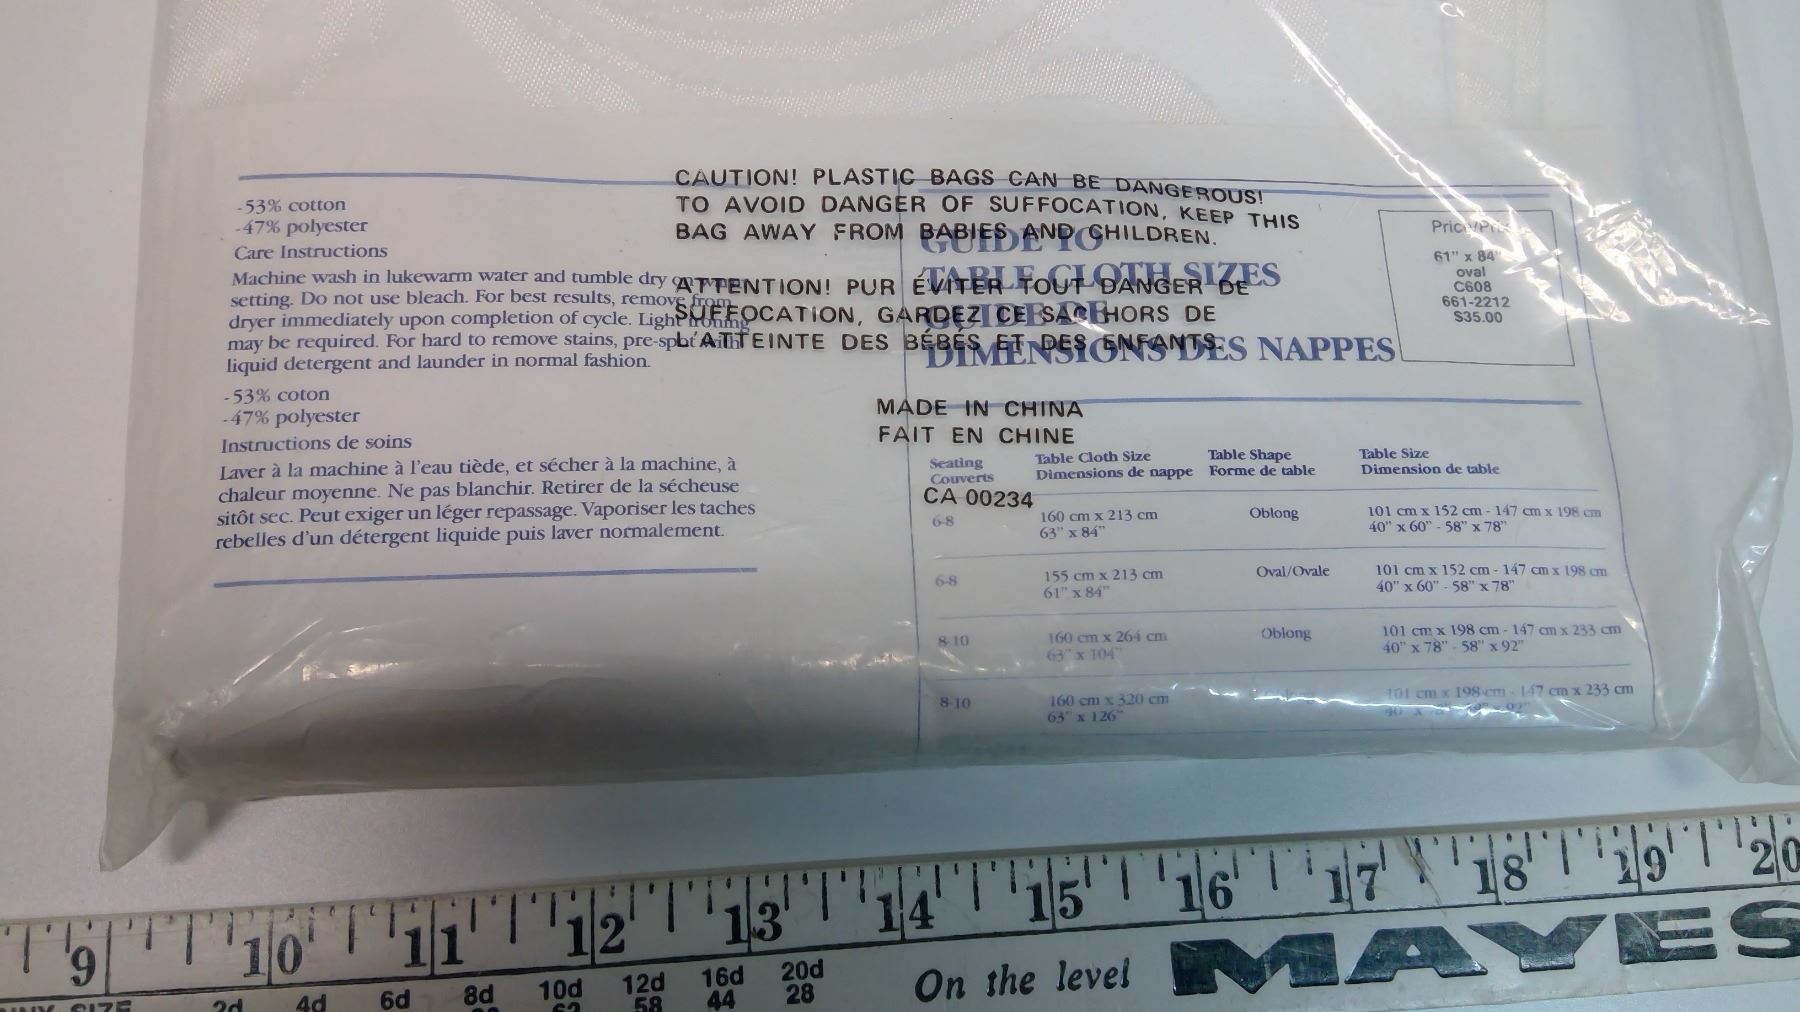 CAUTION! PLASTIC BAGS CAN BE DANGEROUS!
TO AVOID DANGER OF SUFFOCATION, KEEP THIS
BAG AWAY FROM BABIES AND CHILDREN.
ATTENTION! PUR ÉVITER TOUT DANGER DE
SUFFOCATION, GARDEZ CE SAC HORS DE
L'ATTEINTE DES BÉBÉS ET DES ENFANTS.
MADE IN CHINA
FAIT EN CHINE
CA 00234
-53% cotton
-47% polyester
Care Instructions
Machine wash in lukewarm water and tumble dry on
setting. Do not use bleach. For best results, remove from
dryer immediately upon completion of cycle. Light ironing
may be required. For hard to remove stains, pre-spot with
liquid detergent and launder in normal fashion.
-53% coton
-47% polyester
Instructions de soins
Laver à la machine à l'eau tiède, et sécher à la machine, à
chaleur moyenne. Ne pas blanchir. Retirer de la sécheuse
sitôt sec. Peut exiger un léger repassage. Vaporiser les taches
rebelles d'un détergent liquide puis laver normalement.
GUIDE TO
TABLE CLOTH SIZES
GUIDE DE
DIMENSIONS DES NAPPES
Price/Prix
61" x 84"
oval
C608
661-2212
$35.00
Seating Table Cloth Size Table Shape Table Size
Couverts Dimensions de nappe Forme de table Dimension de table
6-8 160 cm x 213 cm Oblong 101 cm x 152 cm - 147 cm x 198 cm
63" x 84" 40" x 60" - 58" x 78"
6-8 155 cm x 213 cm Oval/Ovale 101 cm x 152 cm - 147 cm x 198 cm
61" x 84" 40" x 60" - 58" x 78"
8-10 160 cm x 264 cm Oblong 101 cm x 198 cm - 147 cm x 233 cm
63" x 104" 40" x 78" - 58" x 92"
8-10 160 cm x 320 cm 101 cm x 198 cm - 147 cm x 233 cm
63" x 126"
9 10 11 12 13 14 15 16 17 18 19 20
2d 4d 6d 8d 10d 12d 16d 20d
58 44 28
On the level MAYES